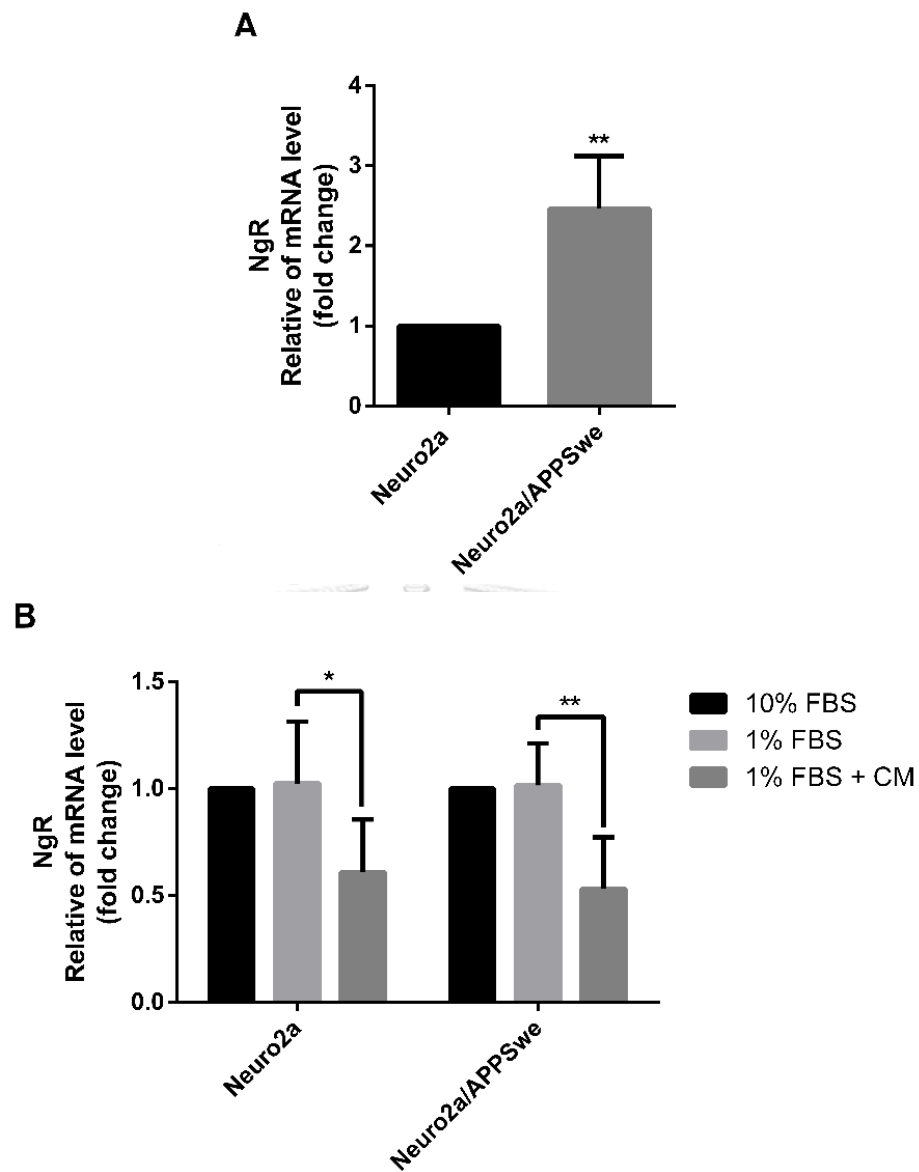 A
NgR
Relative of mRNA level
(fold change)
4
3
2
1
0
**
Neuro2a
Neuro2a/APPSwe
B
NgR
Relative of mRNA level
(fold change)
1.5
1.0
0.5
0.0
*
**
Neuro2a
Neuro2a/APPSwe
10% FBS
1% FBS
1% FBS + CM